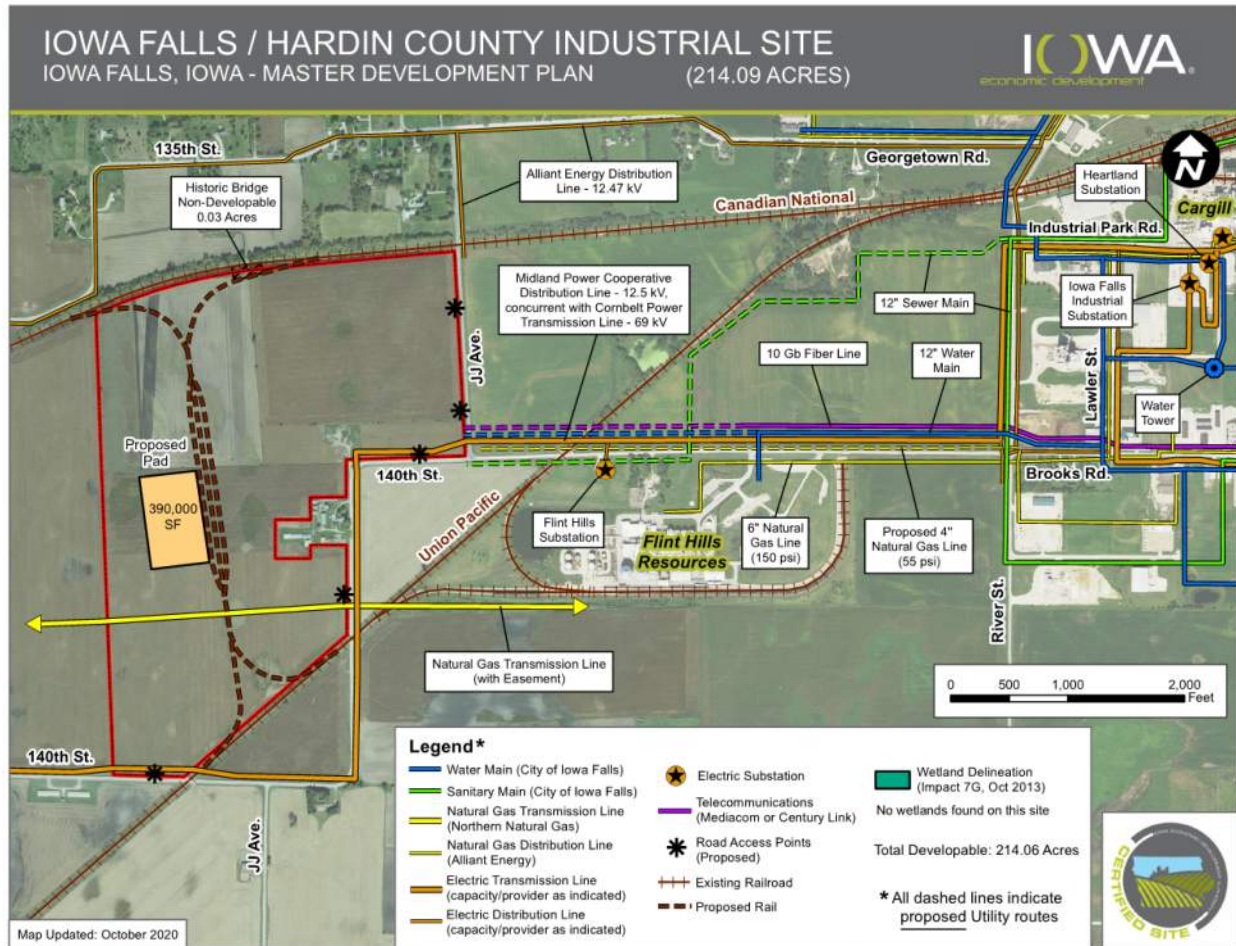 IOWA FALLS / HARDIN COUNTY INDUSTRIAL SITE
IOWA FALLS, IOWA - MASTER DEVELOPMENT PLAN (214.09 ACRES)
IOWA®
economic development
135th St.
Historic Bridge
Non-Developable
0.03 Acres
Alliant Energy Distribution
Line - 12.47 kV
Georgetown Rd.
Canadian National
Heartland
Substation
N
Cargill
Industrial Park Rd.
Midland Power Cooperative
Distribution Line - 12.5 kV,
concurrent with Cornbelt Power
Transmission Line - 69 kV
JJ Ave.
12" Sewer Main
Iowa Falls
Industrial
Substation
10 Gb Fiber Line
12" Water
Main
Lawler St.
Water
Tower
Proposed
Pad
390,000
SF
140th St.
Brooks Rd.
Union Pacific
Flint Hills
Substation
Flint Hills
Resources
6" Natural
Gas Line
(150 psi)
Proposed 4"
Natural Gas Line
(55 psi)
River St.
Natural Gas Transmission Line
(with Easement)
0 500 1,000 2,000
Feet
140th St.
JJ Ave.
Legend*
Water Main (City of Iowa Falls)
Sanitary Main (City of Iowa Falls)
Natural Gas Transmission Line
(Northern Natural Gas)
Natural Gas Distribution Line
(Alliant Energy)
Electric Transmission Line
(capacity/provider as indicated)
Electric Distribution Line
(capacity/provider as indicated)
Electric Substation
Telecommunications
(Mediacom or Century Link)
Road Access Points
(Proposed)
Existing Railroad
Proposed Rail
Wetland Delineation
(Impact 7G, Oct 2013)
No wetlands found on this site
Total Developable: 214.06 Acres
* All dashed lines indicate
proposed Utility routes
CERTIFIED SITE
Map Updated: October 2020